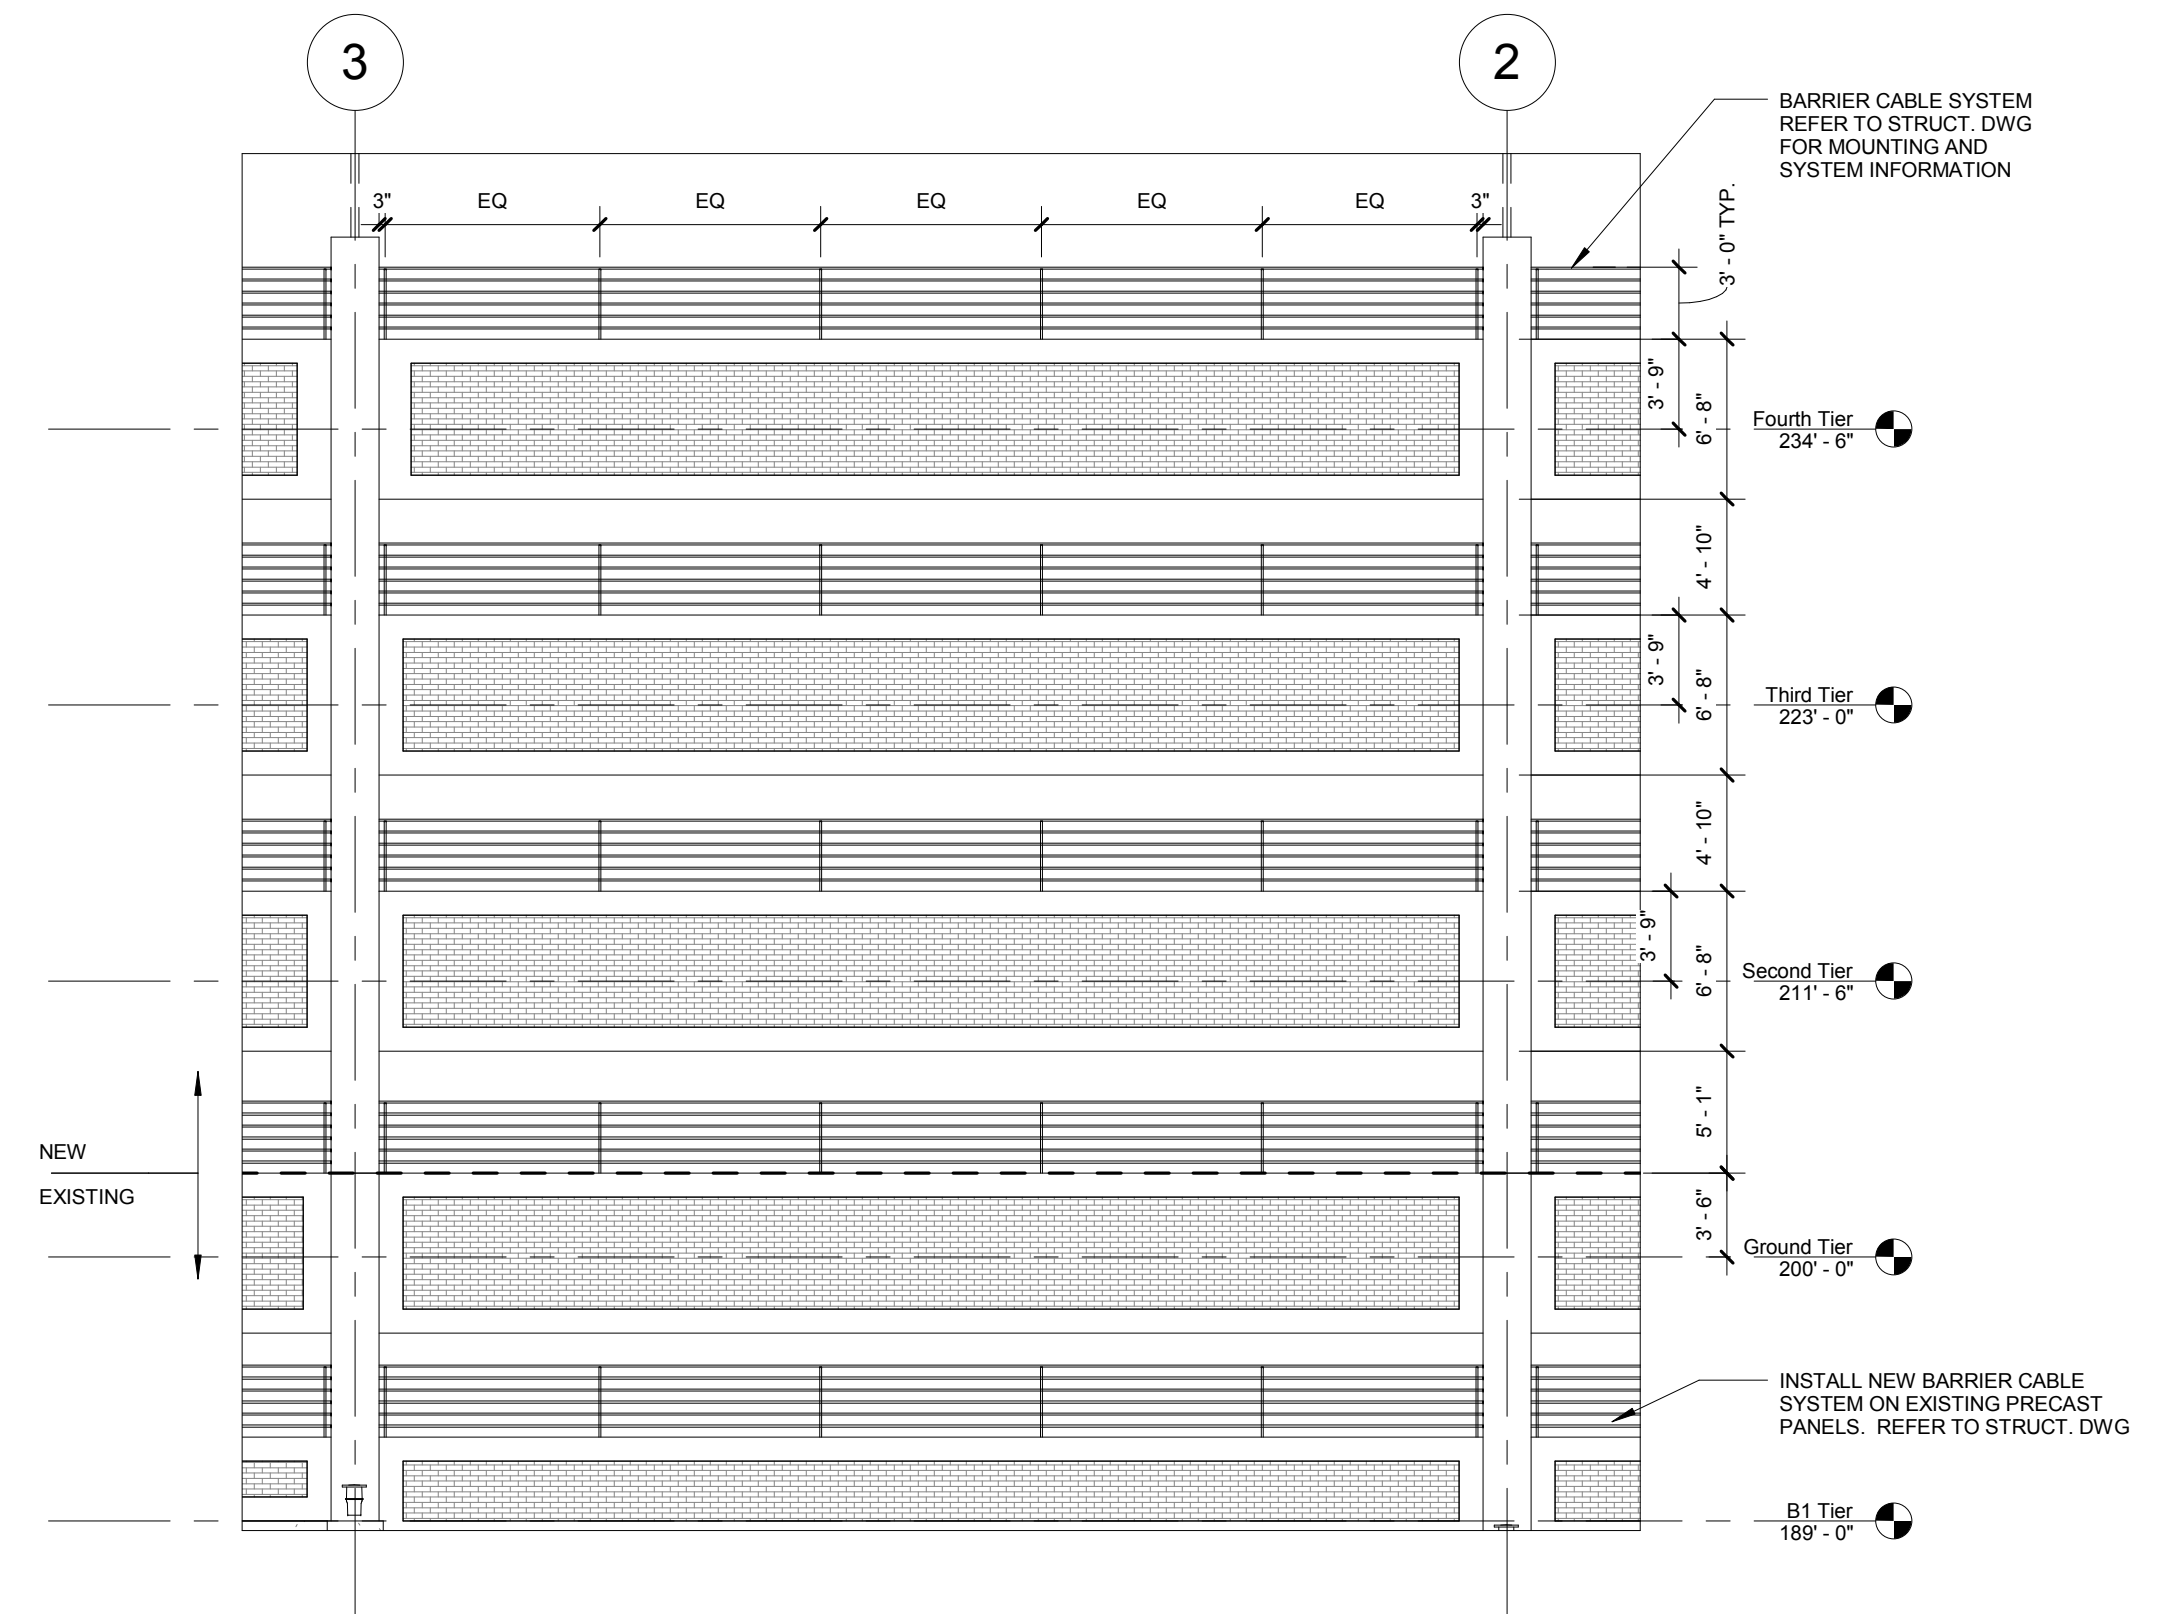 3
2
BARRIER CABLE SYSTEM
REFER TO STRUCT. DWG
FOR MOUNTING AND
SYSTEM INFORMATION
3"
EQ
EQ
EQ
EQ
EQ
3"
3' - 0" TYP.
3' - 9"
6' - 8"
Fourth Tier
234' - 6"
4' - 10"
3' - 9"
6' - 8"
Third Tier
223' - 0"
4' - 10"
3' - 9"
6' - 8"
Second Tier
211' - 6"
5' - 1"
NEW
EXISTING
3' - 6"
Ground Tier
200' - 0"
INSTALL NEW BARRIER CABLE
SYSTEM ON EXISTING PRECAST
PANELS. REFER TO STRUCT. DWG
B1 Tier
189' - 0"